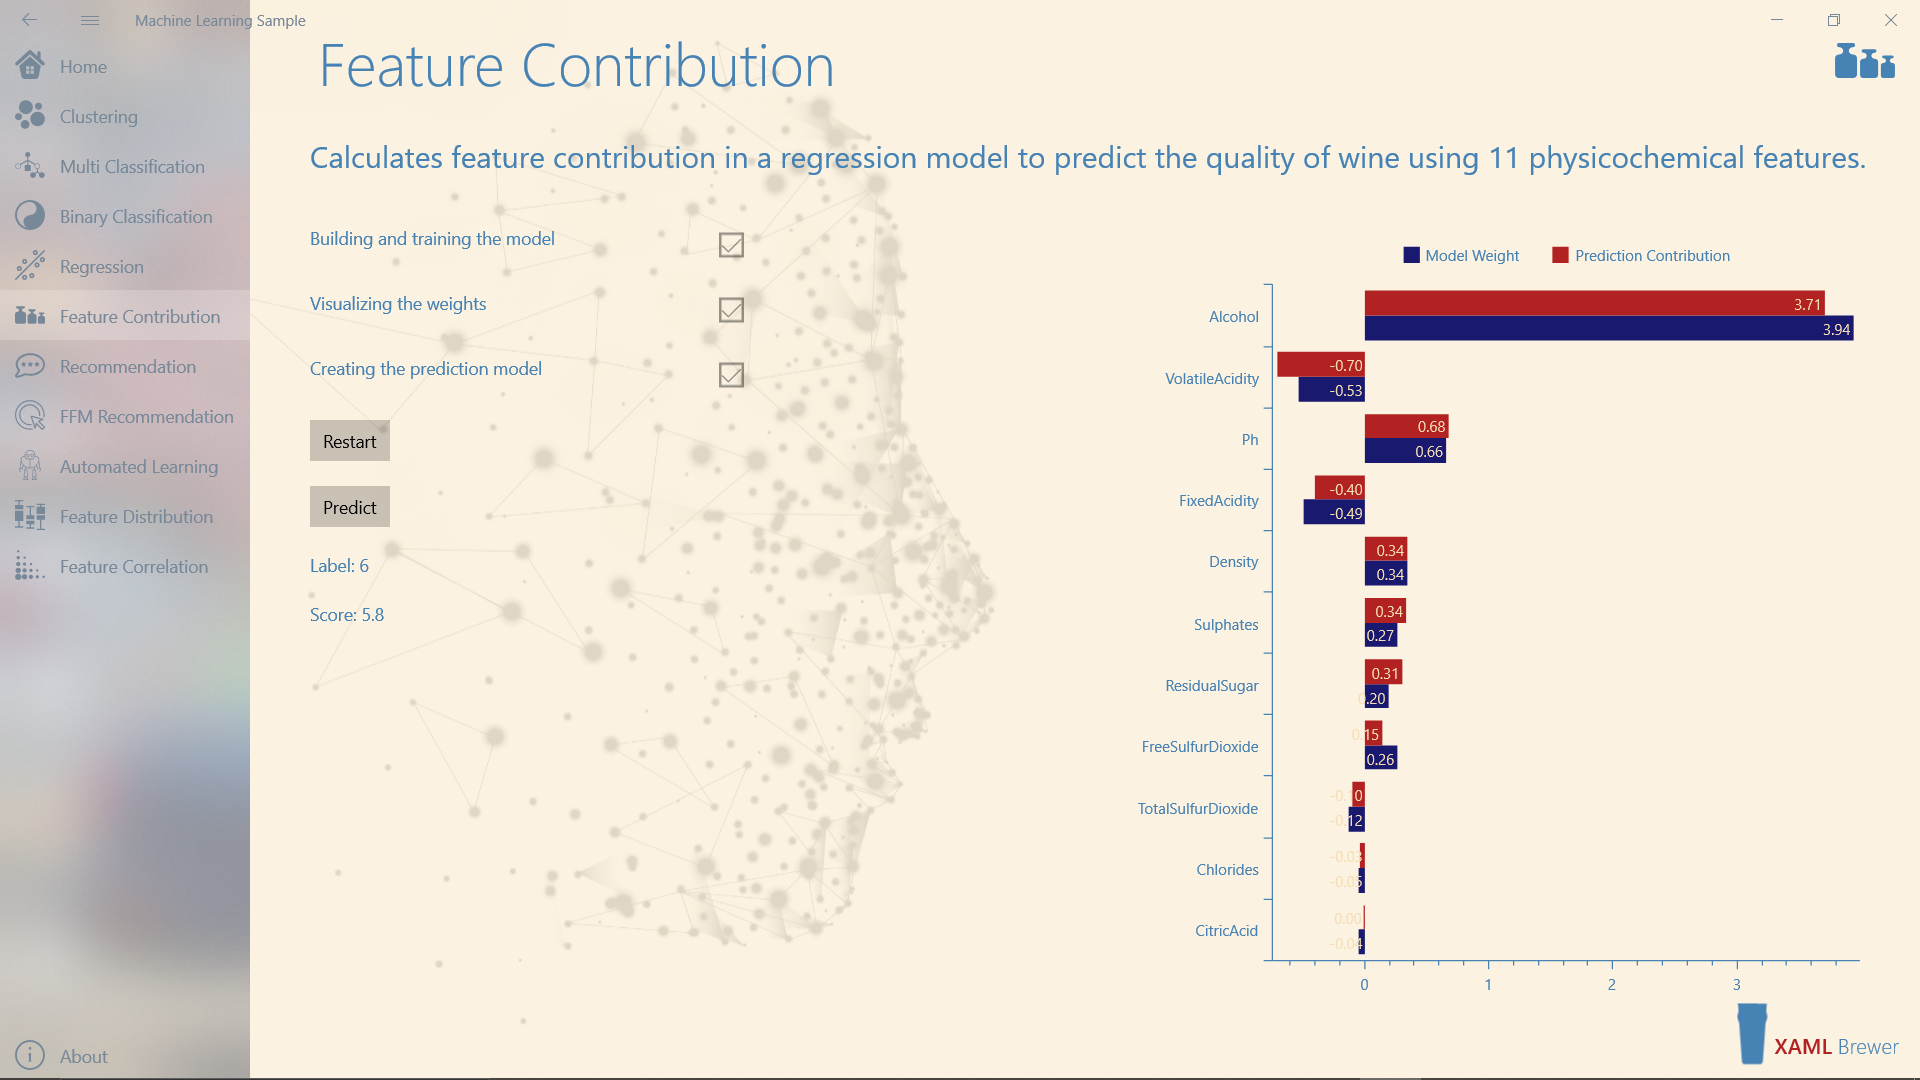 Machine Learning Sample
Home
Clustering
Multi Classification
Binary Classification
Regression
Feature Contribution
Recommendation
FFM Recommendation
Automated Learning
Feature Distribution
Feature Correlation
About
Feature Contribution
Calculates feature contribution in a regression model to predict the quality of wine using 11 physicochemical features.
Building and training the model
Visualizing the weights
Creating the prediction model
Restart
Predict
Label: 6
Score: 5.8
Model Weight Prediction Contribution
Alcohol
3.71
3.94
VolatileAcidity
-0.70
-0.53
Ph
0.68
0.66
FixedAcidity
-0.40
-0.49
Density
0.34
0.34
Sulphates
0.34
0.27
ResidualSugar
0.31
0.20
FreeSulfurDioxide
0.15
0.26
TotalSulfurDioxide
-0.10
-0.12
Chlorides
-0.03
-0.05
CitricAcid
0.00
-0.04
0 1 2 3
XAML Brewer